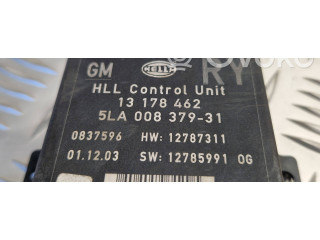 GM HELLA
HLL Control Unit
13 178 462
5LA 008 379-31
0837596 HW: 12787311
01.12.03 SW: 12785991 OG